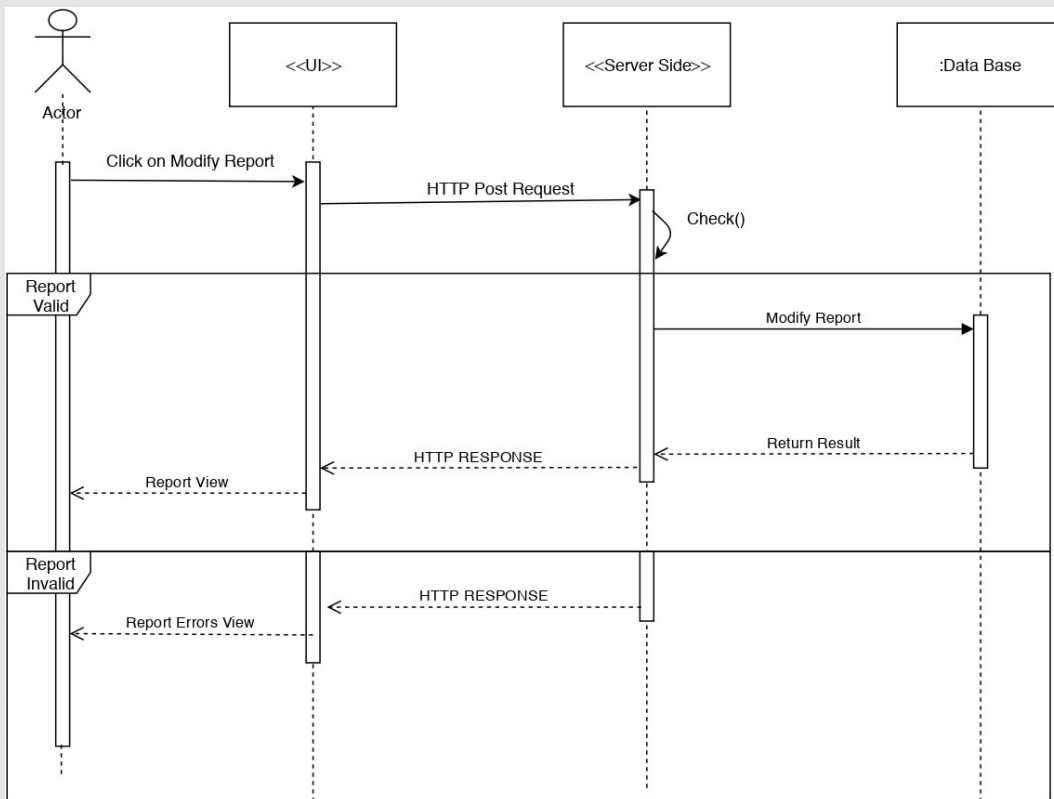 <<UI>>
<<Server Side>>
:Data Base
Actor
Click on Modify Report
HTTP Post Request
Check()
Report
Valid
Modify Report
Return Result
HTTP RESPONSE
Report View
Report
Invalid
HTTP RESPONSE
Report Errors View